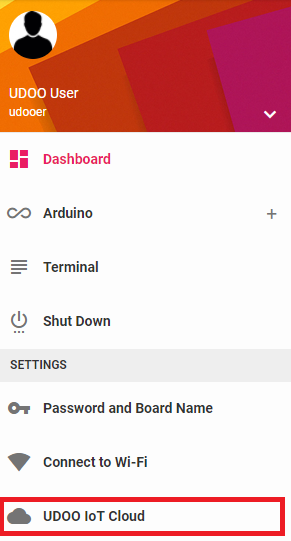 UDOO User
udooer
Dashboard
Arduino +
Terminal
Shut Down
SETTINGS
Password and Board Name
Connect to Wi-Fi
UDOO IoT Cloud